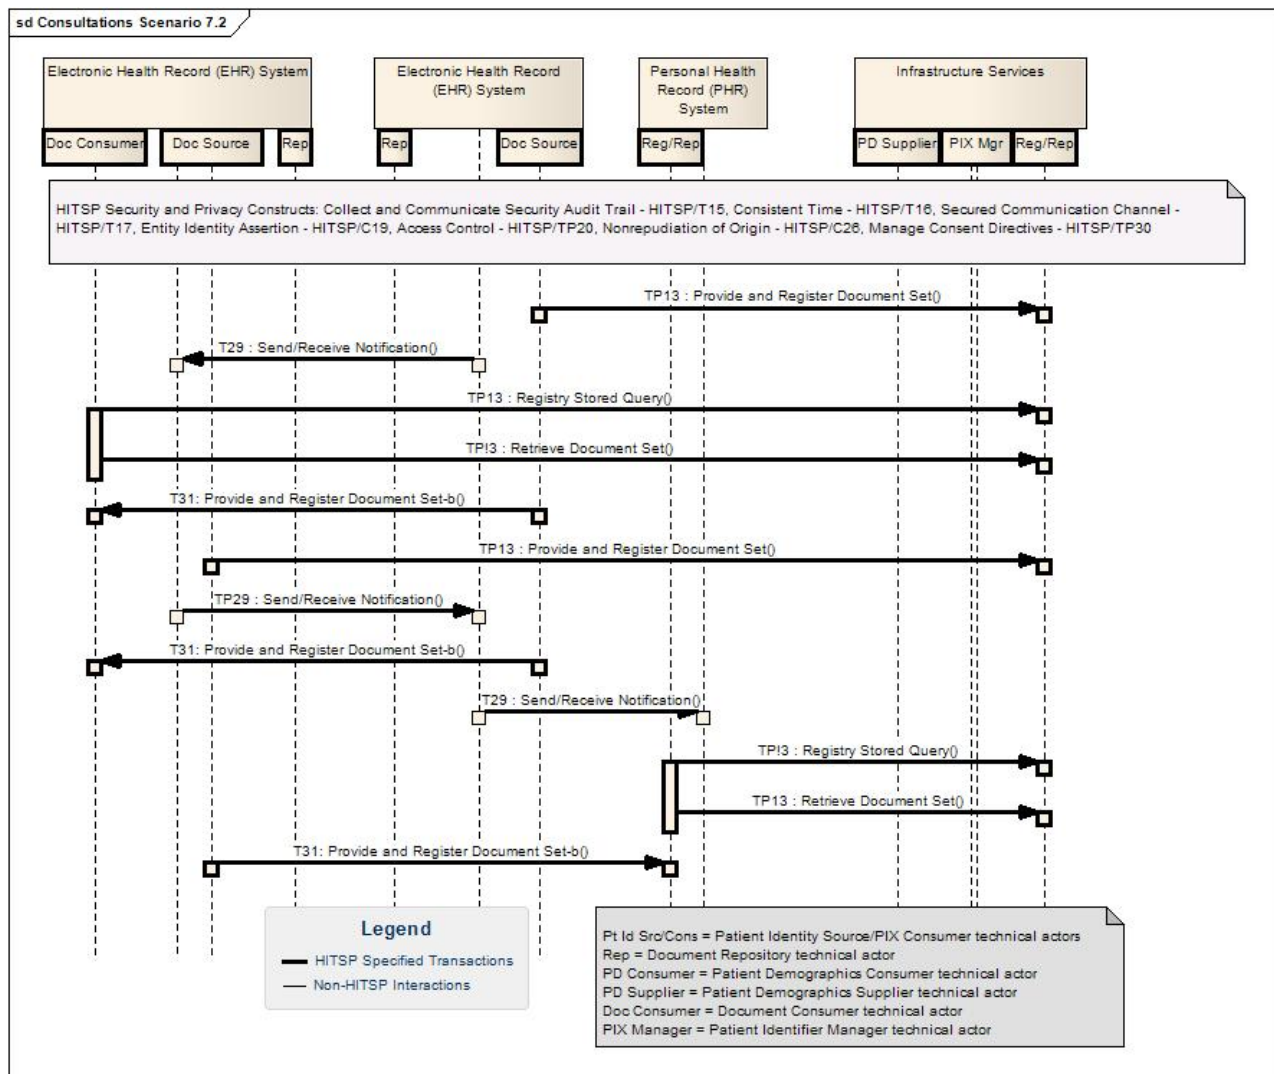 sd Consultations Scenario 7.2
Electronic Health Record (EHR) System
Electronic Health Record
(EHR) System
Personal Health
Record (PHR)
System
Infrastructure Services
Doc Consumer
Doc Source
Rep
Rep
Doc Source
Reg/Rep
PD Supplier
PIX Mgr
Reg/Rep
HITSP Security and Privacy Constructs: Collect and Communicate Security Audit Trail - HITSP/T15, Consistent Time - HITSP/T16, Secured Communication Channel -
HITSP/T17, Entity Identity Assertion - HITSP/C19, Access Control - HITSP/TP20, Nonrepudiation of Origin - HITSP/C26, Manage Consent Directives - HITSP/TP30
TP13 : Provide and Register Document Set()
T29 : Send/Receive Notification()
TP13 : Registry Stored Query()
TP!3 : Retrieve Document Set()
T31: Provide and Register Document Set-b()
TP13 : Provide and Register Document Set()
TP29 : Send/Receive Notification()
T31: Provide and Register Document Set-b()
T29 : Send/Receive Notification()
TP!3 : Registry Stored Query()
TP13 : Retrieve Document Set()
T31: Provide and Register Document Set-b()
Legend
HITSP Specified Transactions
Non-HITSP Interactions
Pt Id Src/Cons = Patient Identity Source/PIX Consumer technical actors
Rep = Document Repository technical actor
PD Consumer = Patient Demographics Consumer technical actor
PD Supplier = Patient Demographics Supplier technical actor
Doc Consumer = Document Consumer technical actor
PIX Manager = Patient Identifier Manager technical actor